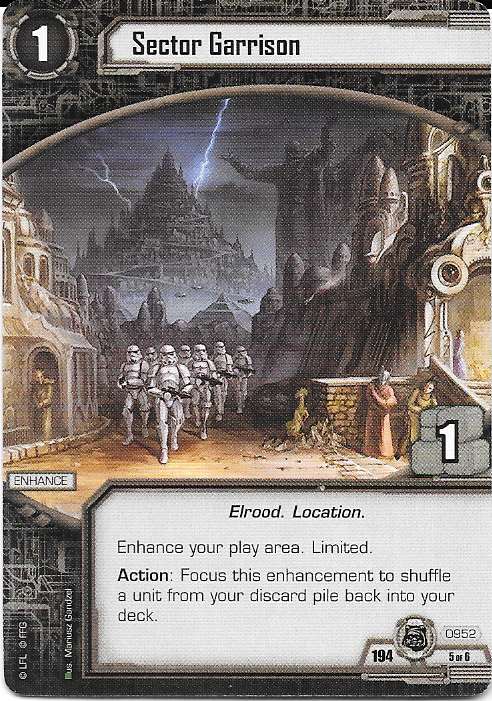 1
Sector Garrison
1
ENHANCE
Elrood. Location.
Enhance your play area. Limited.
Action: Focus this enhancement to shuffle
a unit from your discard pile back into your
deck.
© LFL © FFG
Illus. Mariusz Gandzel
0952
194
5 OF 6